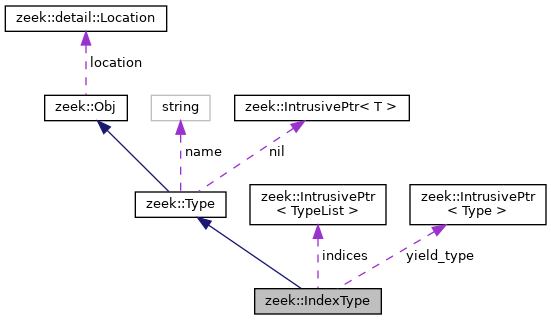 zeek::detail::Location
location
zeek::Obj
string
zeek::IntrusivePtr< T >
name
nil
zeek::Type
zeek::IntrusivePtr
< TypeList >
zeek::IntrusivePtr
< Type >
indices
yield_type
zeek::IndexType